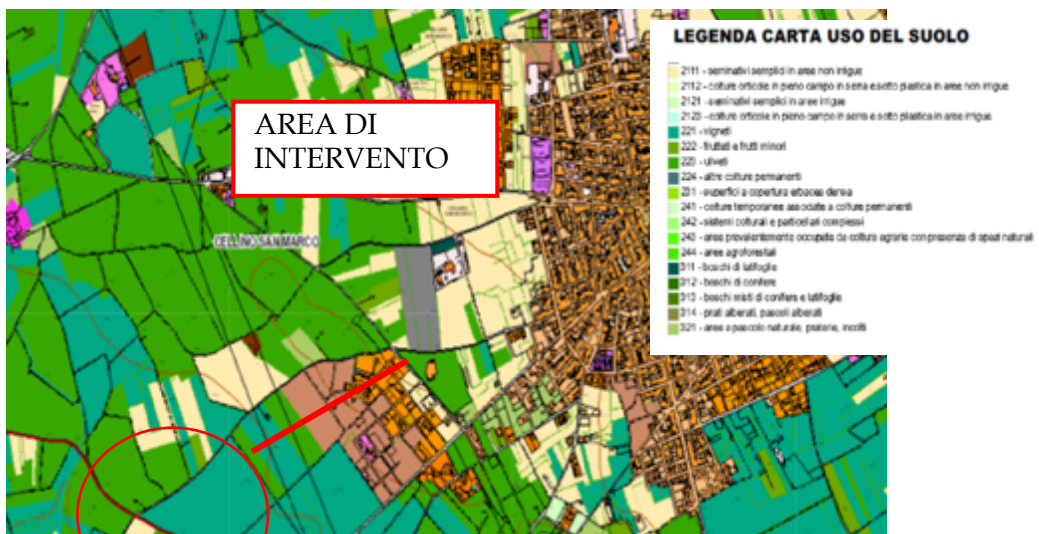 AREA DI
INTERVENTO
CELLINO SAN MARCO
LEGENDA CARTA USO DEL SUOLO
2111 - seminativi semplici in aree non irrigue
2112 - colture orticole in pieno campo in serra e sotto plastica in aree non irrigue
2121 - seminativi semplici in aree irrigue
2123 - colture orticole in pieno campo in serra e sotto plastica in aree irrigue
221 - vigneti
222 - frutteti e frutti minori
223 - uliveti
224 - altre colture permanenti
231 - superfici a copertura erbacea densa
241 - colture temporanee associate a colture permanenti
242 - sistemi colturali e particellari complessi
243 - aree prevalentemente occupate da coltura agrarie con presenza di spazi naturali
244 - aree agroforestali
311 - boschi di latifoglie
312 - boschi di conifere
313 - boschi misti di conifere e latifoglie
314 - prati alberati, pascoli alberati
321 - aree a pascolo naturale, praterie, incolti